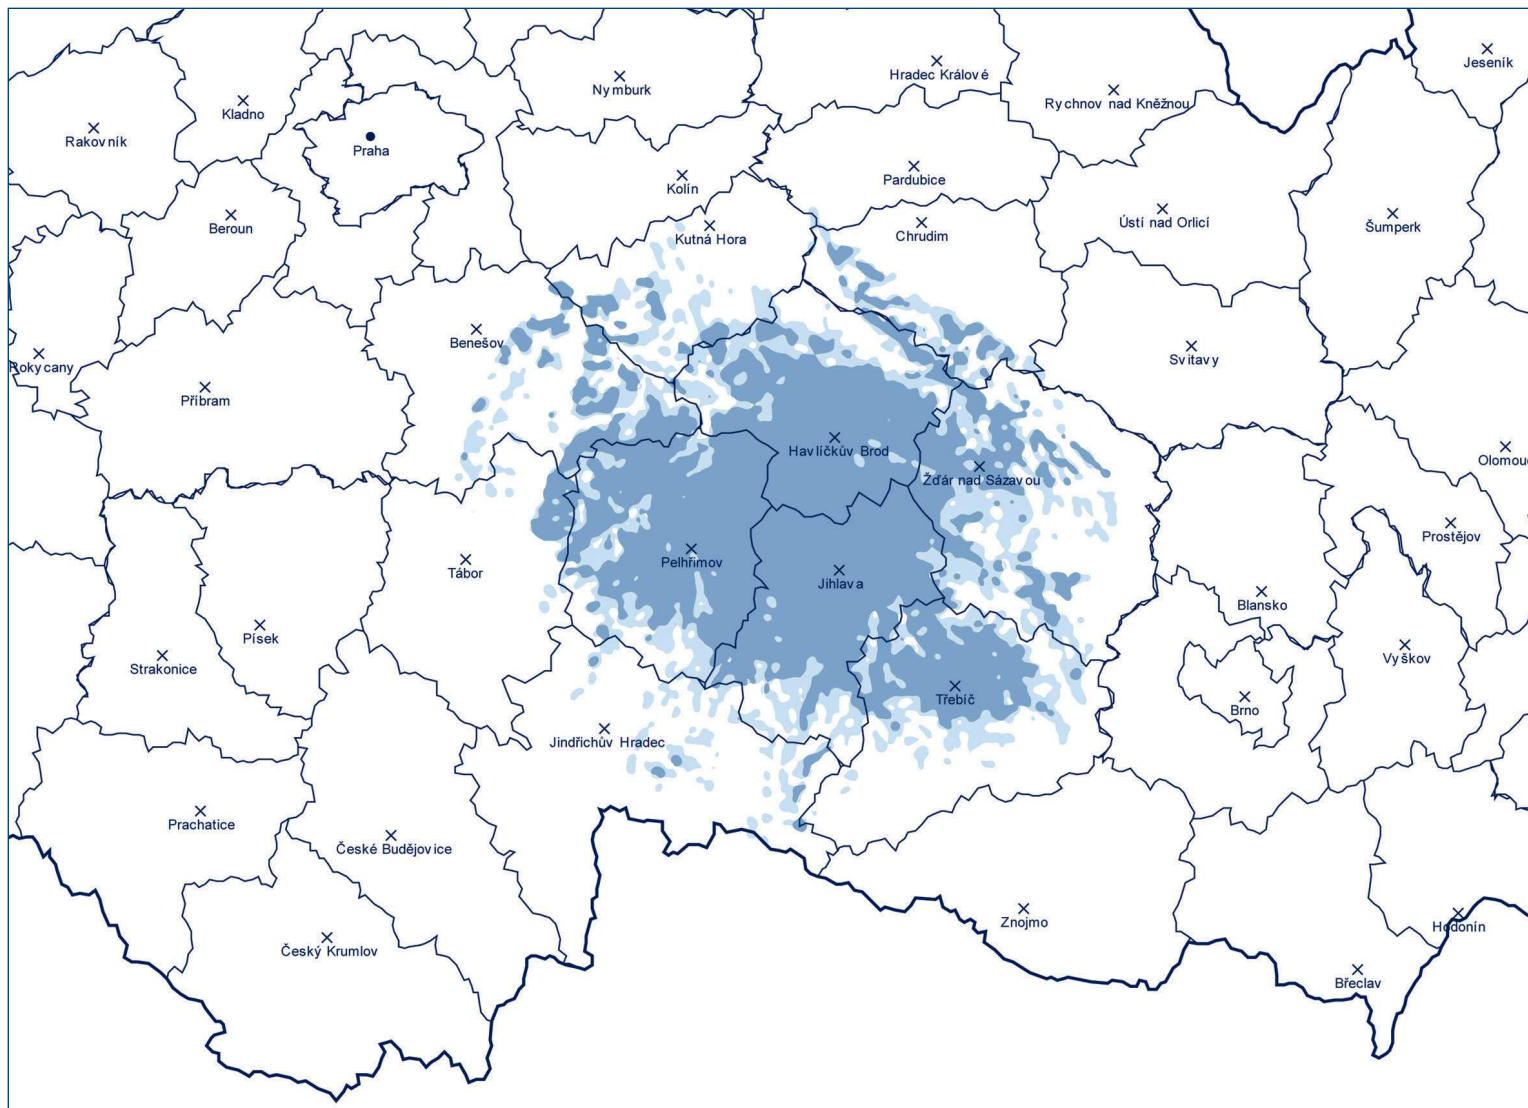 Jeseník
Hradec Králové
Nymburk
Rychnov nad Kněžnou
Kladno
Rakovník
Praha
Pardubice
Kolín
Ústí nad Orlicí
Šumperk
Beroun
Chrudim
Kutná Hora
Benešov
Svitavy
Rokycany
Příbram
Havlíčkův Brod
Olomouc
Žďár nad Sázavou
Prostějov
Pelhřimov
Tábor
Jihlava
Blansko
Písek
Vyškov
Strakonice
Třebíč
Brno
Jindřichův Hradec
Prachatice
České Budějovice
Znojmo
Hodonín
Český Krumlov
Břeclav